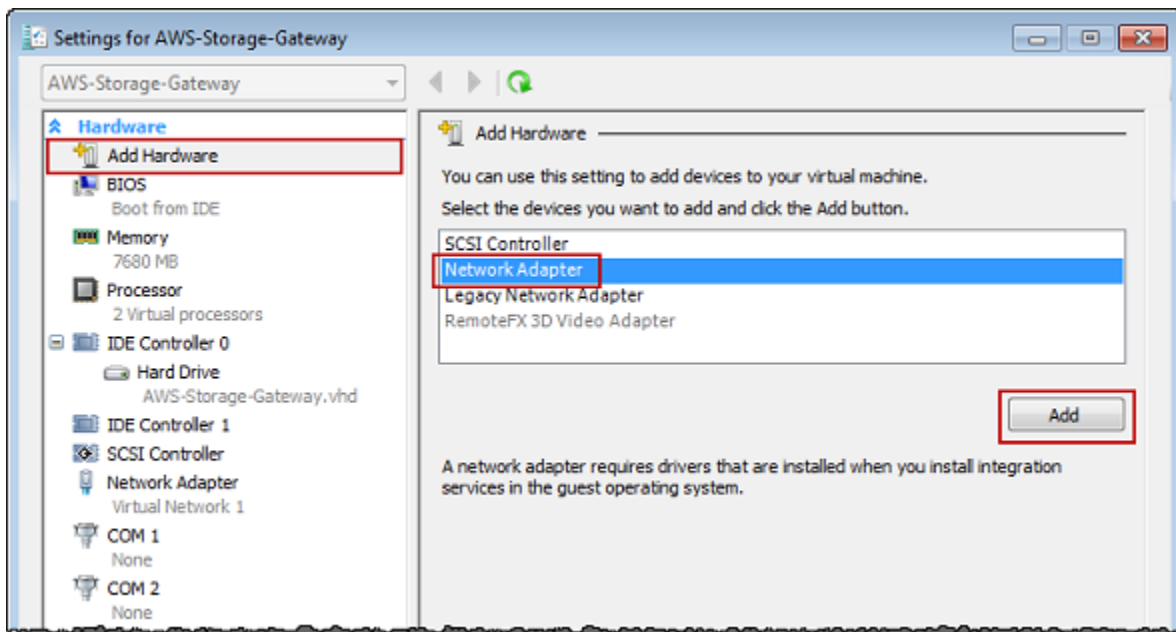 Settings for AWS-Storage-Gateway
AWS-Storage-Gateway
Hardware
Add Hardware
BIOS
Boot from IDE
Memory
7680 MB
Processor
2 Virtual processors
IDE Controller 0
Hard Drive
AWS-Storage-Gateway.vhd
IDE Controller 1
SCSI Controller
Network Adapter
Virtual Network 1
COM 1
None
COM 2
None
Add Hardware
You can use this setting to add devices to your virtual machine.
Select the devices you want to add and click the Add button.
SCSI Controller
Network Adapter
Legacy Network Adapter
RemoteFX 3D Video Adapter
Add
A network adapter requires drivers that are installed when you install integration
services in the guest operating system.